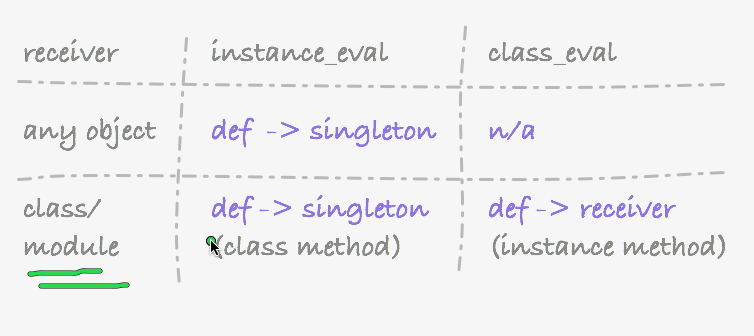 receiver instance_eval class_eval
any object def -> singleton n/a
class/ def -> singleton def -> receiver
module (class method) (instance method)